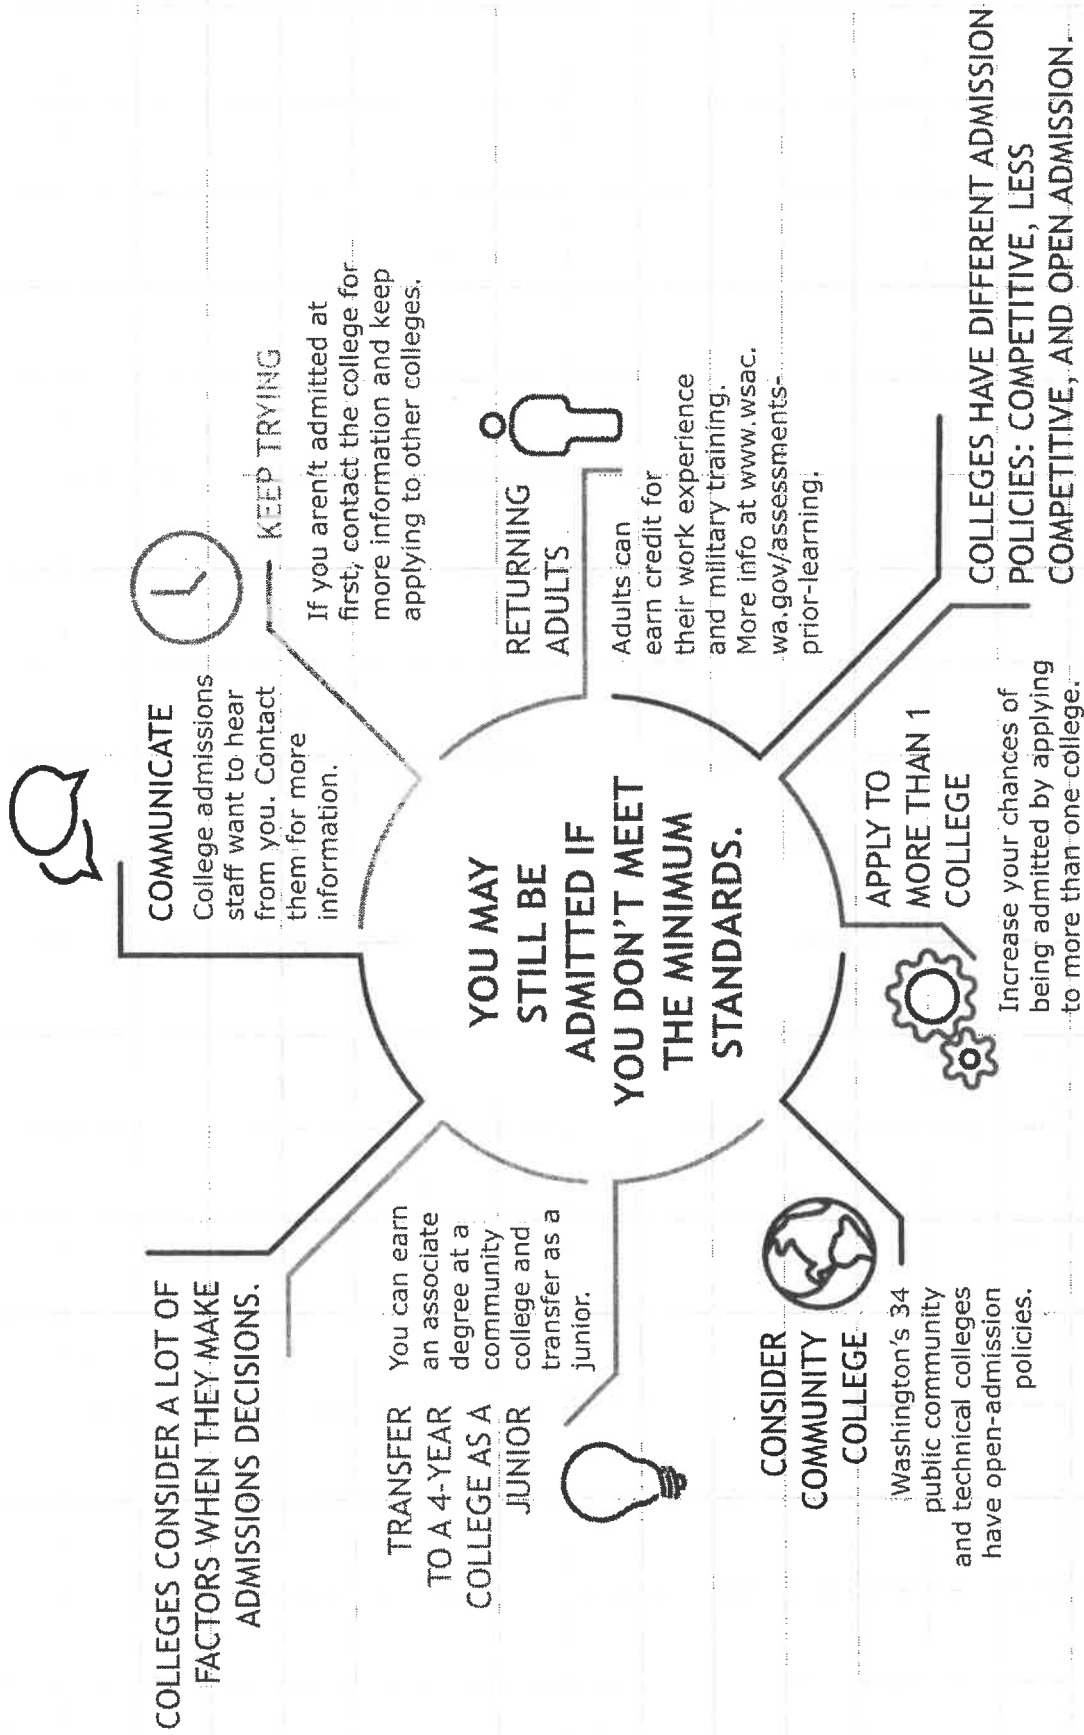 COLLEGES CONSIDER A LOT OF
FACTORS WHEN THEY MAKE
ADMISSIONS DECISIONS.
COMMUNICATE
College admissions
staff want to hear
from you. Contact
them for more
information.
KEEP TRYING
If you aren't admitted at
first, contact the college for
more information and keep
applying to other colleges.
TRANSFER
TO A 4-YEAR
COLLEGE AS A
JUNIOR
You can earn
an associate
degree at a
community
college and
transfer as a
junior.
YOU MAY
STILL BE
ADMITTED IF
YOU DON'T MEET
THE MINIMUM
STANDARDS.
RETURNING
ADULTS
Adults can
earn credit for
their work experience
and military training.
More info at www.wsac.
wa.gov/assessments-
prior-learning.
CONSIDER
COMMUNITY
COLLEGE
Washington's 34
public community
and technical colleges
have open-admission
policies.
APPLY TO
MORE THAN 1
COLLEGE
Increase your chances of
being admitted by applying
to more than one college.
COLLEGES HAVE DIFFERENT ADMISSION
POLICIES: COMPETITIVE, LESS
COMPETITIVE, AND OPEN ADMISSION.